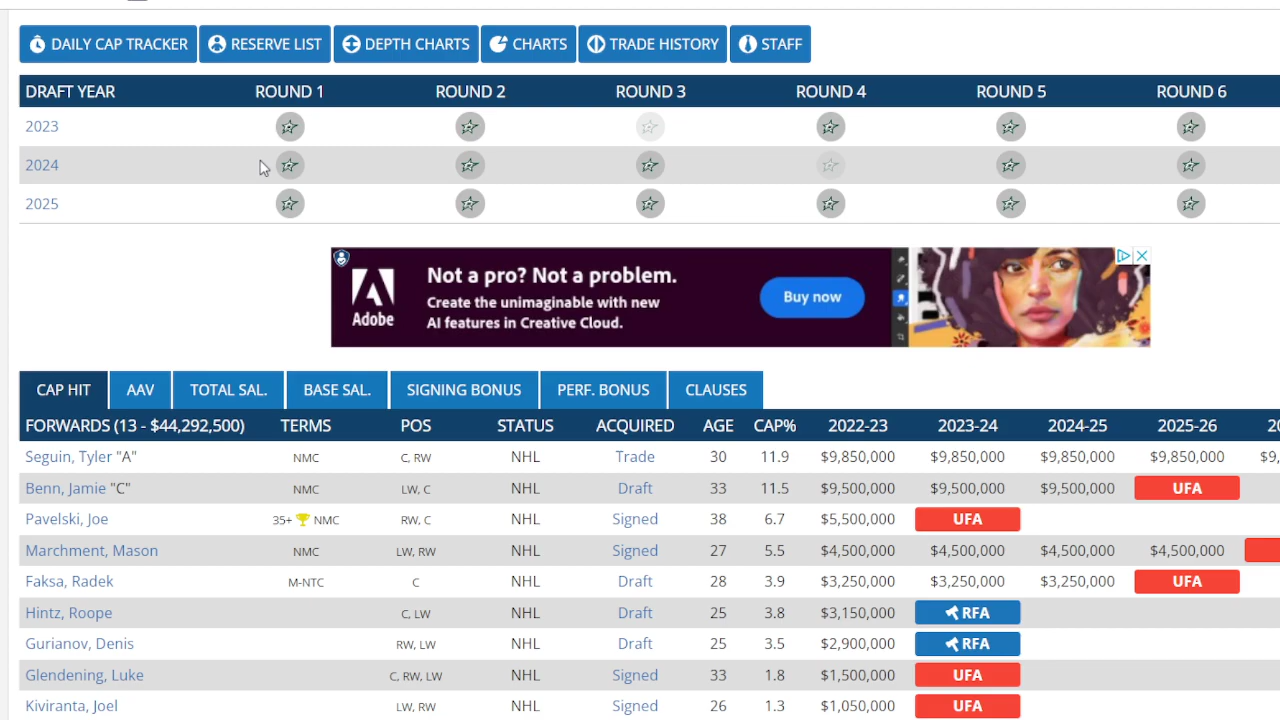 DAILY CAP TRACKER RESERVE LIST DEPTH CHARTS CHARTS TRADE HISTORY STAFF
DRAFT YEAR ROUND 1 ROUND 2 ROUND 3 ROUND 4 ROUND 5 ROUND 6
2023
2024
2025
Adobe
Not a pro? Not a problem.
Create the unimaginable with new
AI features in Creative Cloud.
Buy now
CAP HIT AAV TOTAL SAL. BASE SAL. SIGNING BONUS PERF. BONUS CLAUSES
FORWARDS (13 - $44,292,500) TERMS POS STATUS ACQUIRED AGE CAP% 2022-23 2023-24 2024-25 2025-26 20
Seguin, Tyler "A" NMC C, RW NHL Trade 30 11.9 $9,850,000 $9,850,000 $9,850,000 $9,850,000 $9,
Benn, Jamie "C" NMC LW, C NHL Draft 33 11.5 $9,500,000 $9,500,000 $9,500,000 UFA
Pavelski, Joe 35+ NMC RW, C NHL Signed 38 6.7 $5,500,000 UFA
Marchment, Mason NMC LW, RW NHL Signed 27 5.5 $4,500,000 $4,500,000 $4,500,000 $4,500,000
Faksa, Radek M-NTC C NHL Draft 28 3.9 $3,250,000 $3,250,000 $3,250,000 UFA
Hintz, Roope C, LW NHL Draft 25 3.8 $3,150,000 RFA
Gurianov, Denis RW, LW NHL Draft 25 3.5 $2,900,000 RFA
Glendening, Luke C, RW, LW NHL Signed 33 1.8 $1,500,000 UFA
Kiviranta, Joel LW, RW NHL Signed 26 1.3 $1,050,000 UFA